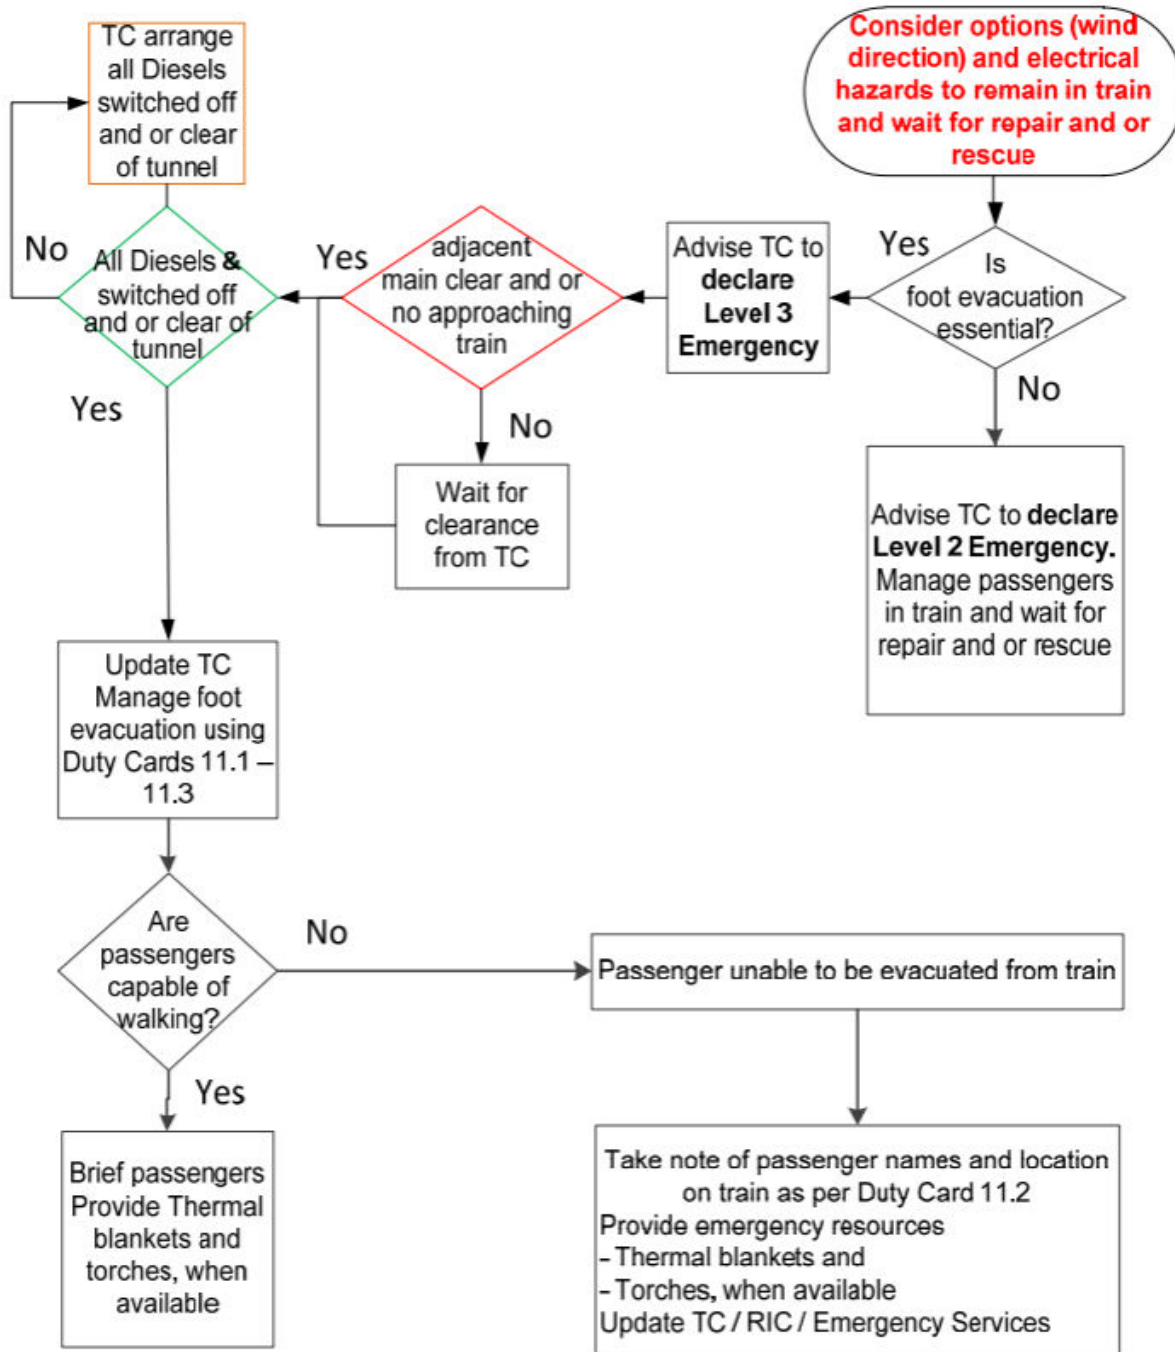 Consider options (wind
direction) and electrical
hazards to remain in train
and wait for repair and or
rescue
Is
foot evacuation
essential?
Yes
No
Advise TC to declare
Level 2 Emergency.
Manage passengers
in train and wait for
repair and or rescue
Advise TC to
declare
Level 3
Emergency
adjacent
main clear and or
no approaching
train
Yes
No
Wait for
clearance
from TC
All Diesels &
switched off
and or clear of
tunnel
No
TC arrange
all Diesels
switched off
and or clear
of tunnel
Yes
Update TC
Manage foot
evacuation using
Duty Cards 11.1 –
11.3
Are
passengers
capable of
walking?
No
Passenger unable to be evacuated from train
Take note of passenger names and location
on train as per Duty Card 11.2
Provide emergency resources
- Thermal blankets and
- Torches, when available
Update TC / RIC / Emergency Services
Yes
Brief passengers
Provide Thermal
blankets and
torches, when
available